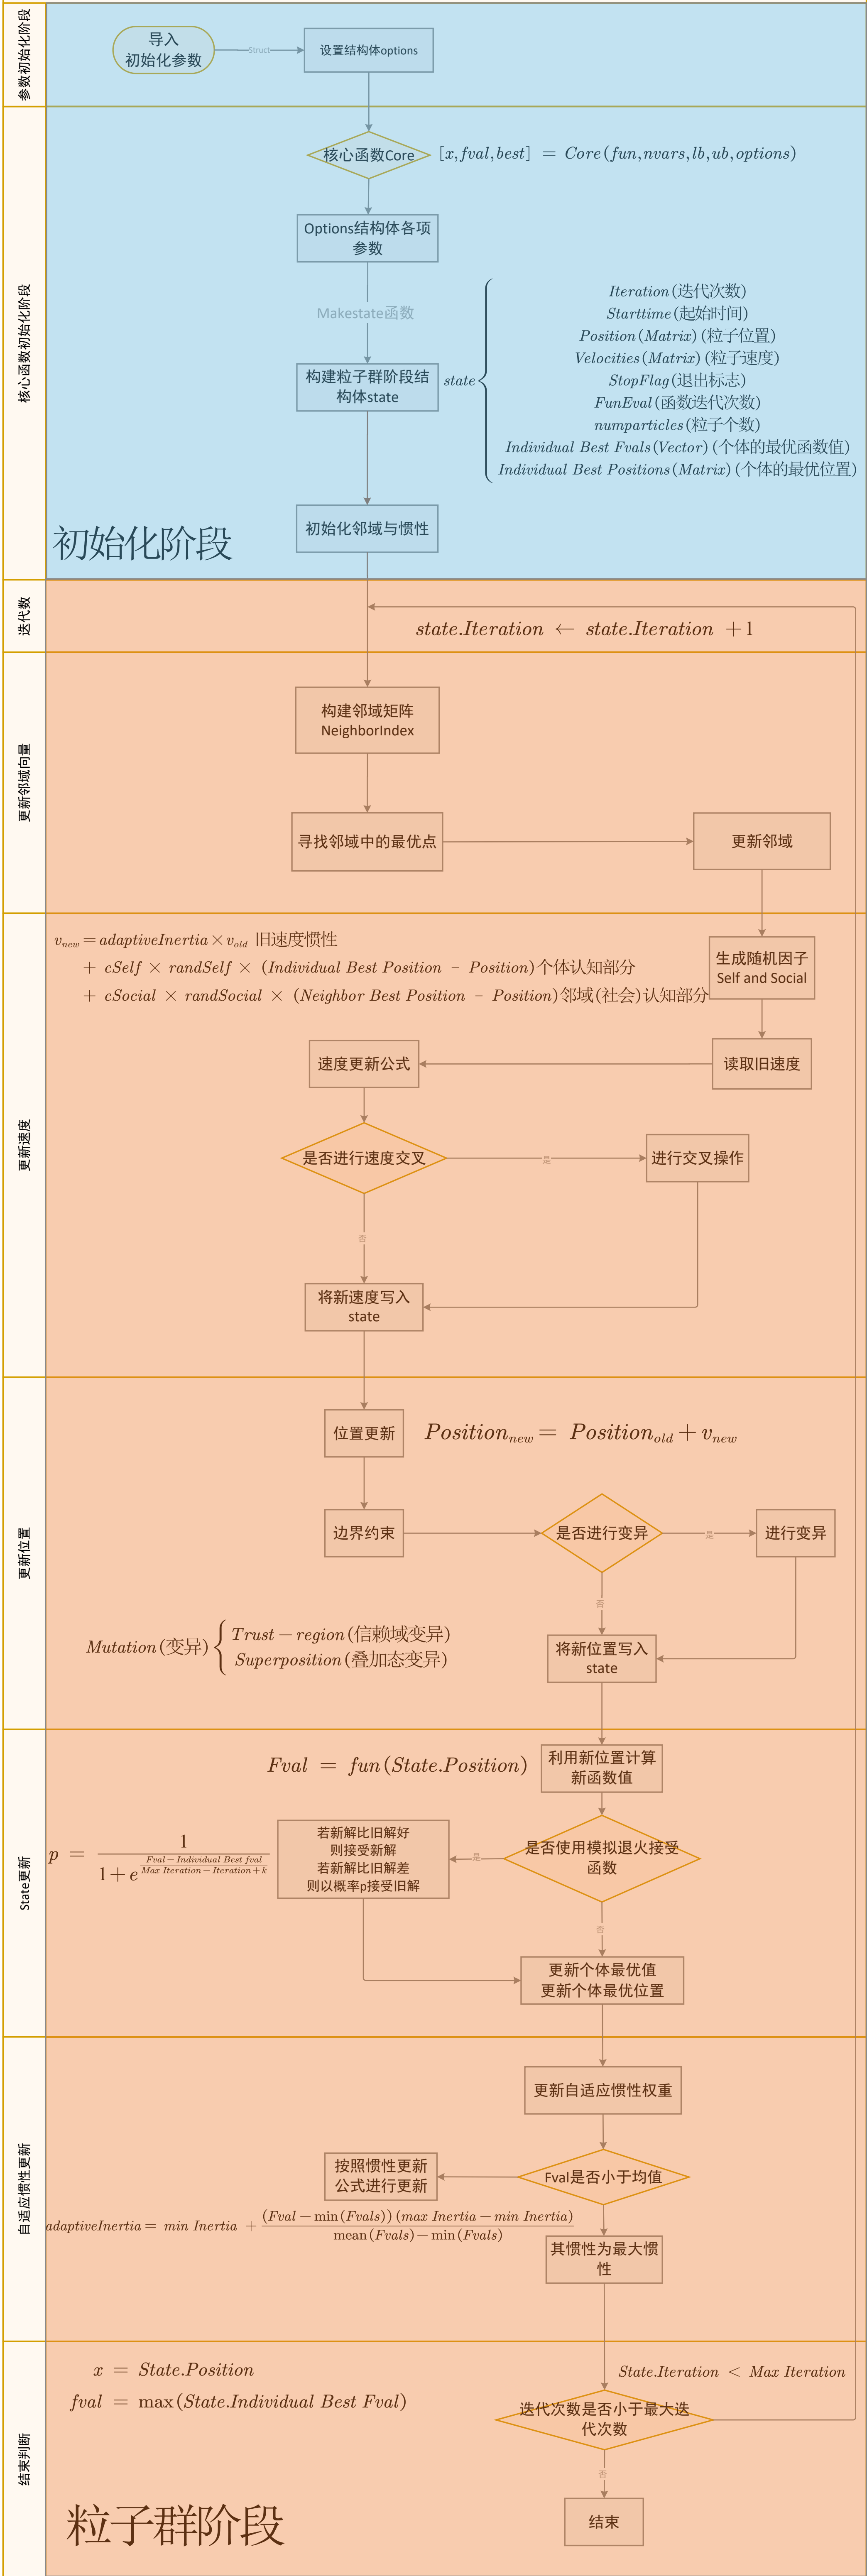 参数初始化阶段
导入
初始化参数
Struct
设置结构体options
核心函数初始化阶段
核心函数Core
[x,fval,best] = Core(fun,nvars,lb,ub,options)
Options结构体各项
参数
Makestate函数
构建粒子群阶段结
构体state
state
Iteration(迭代次数)
Starttime(起始时间)
Position(Matrix)(粒子位置)
Velocities(Matrix)(粒子速度)
StopFlag(退出标志)
FunEval(函数迭代次数)
numparticles(粒子个数)
Individual Best Fvals(Vector)(个体的最优函数值)
Individual Best Positions(Matrix)(个体的最优位置)
初始化邻域与惯性
初始化阶段
迭代数
state.Iteration ← state.Iteration +1
更新邻域向量
构建邻域矩阵
NeighborIndex
寻找邻域中的最优点
更新邻域
更新速度
v_new = adaptiveInertia × v_old 旧速度惯性
+ cSelf × randSelf × (Individual Best Position − Position)个体认知部分
+ cSocial × randSocial × (Neighbor Best Position − Position)邻域(社会)认知部分
生成随机因子
Self and Social
读取旧速度
速度更新公式
是否进行速度交叉
是
进行交叉操作
否
将新速度写入
state
更新位置
位置更新
Position_new = Position_old + v_new
边界约束
是否进行变异
是
进行变异
否
Mutation(变异)
Trust−region(信赖域变异)
Superposition(叠加态变异)
将新位置写入
state
State更新
Fval = fun(State.Position)
利用新位置计算
新函数值
p = 1 / (1+e^((Fval−Individual Best fval)/(Max Iteration−Iteration+k)))
若新解比旧解好
则接受新解
若新解比旧解差
则以概率p接受旧解
是
是否使用模拟退火接受
函数
否
更新个体最优值
更新个体最优位置
自适应惯性更新
更新自适应惯性权重
按照惯性更新
公式进行更新
Fval是否小于均值
adaptiveInertia = min Inertia + (Fval−min(Fvals))(max Inertia−min Inertia) / (mean(Fvals)−min(Fvals))
其惯性为最大惯
性
结束判断
x = State.Position
fval = max(State.Individual Best Fval)
State.Iteration < Max Iteration
迭代次数是否小于最大迭
代次数
否
结束
粒子群阶段